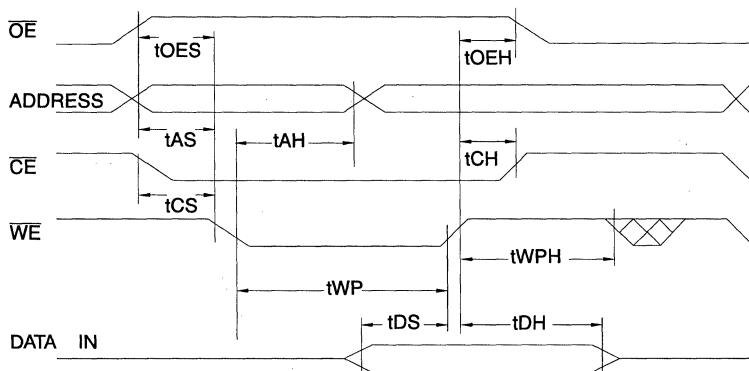 OE
tOES
tOEH
ADDRESS
tAS
tAH
tCH
CE
tCS
WE
tWPH
tWP
tDS
tDH
DATA IN